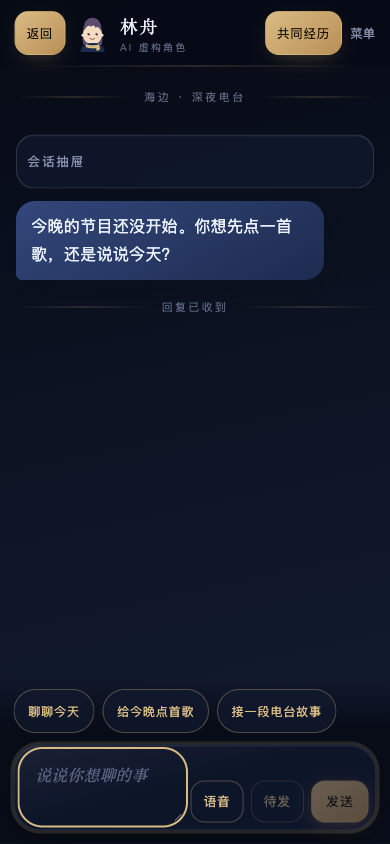 返回
林舟
AI 虚构角色
共同经历
菜单
海边 · 深夜电台
会话抽屉
今晚的节目还没开始。你想先点一首
歌，还是说说今天?
回复已收到
聊聊今天
给今晚点首歌
接一段电台故事
说说你想聊的事
语音
待发
发送